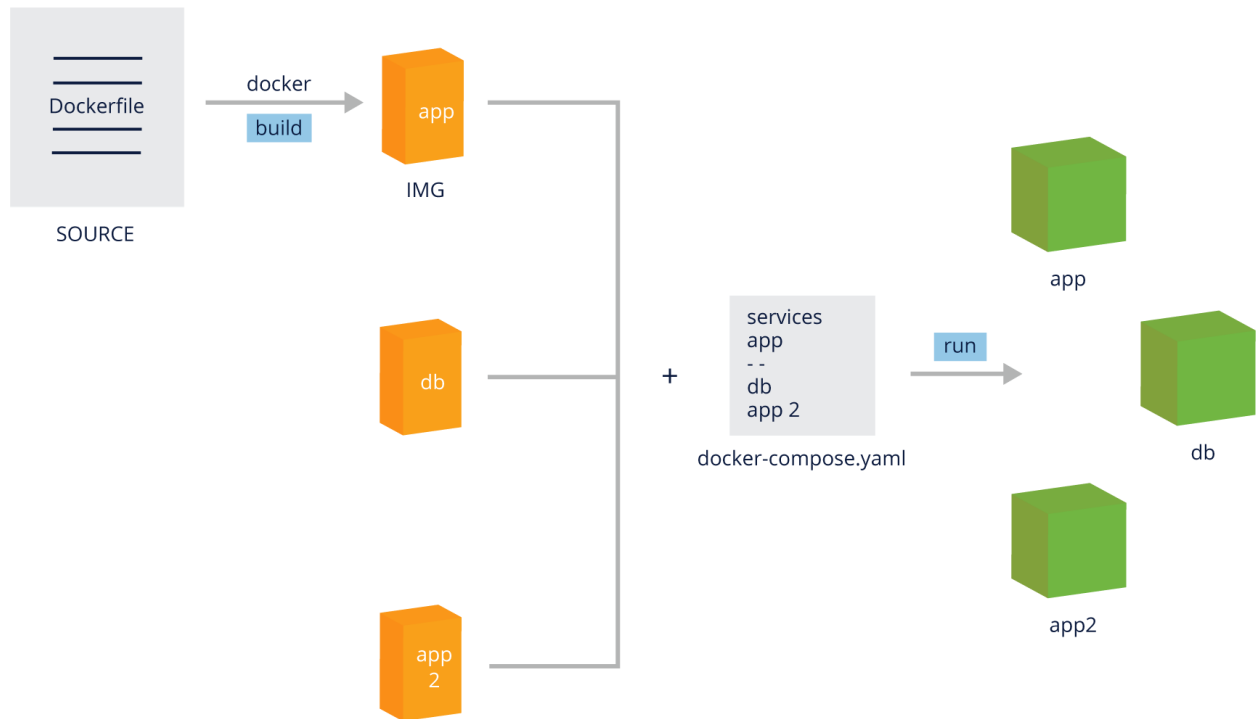 Dockerfile
SOURCE
docker
build
app
IMG
db
app
2
+
services
app
- -
db
app 2
docker-compose.yaml
run
app
db
app2